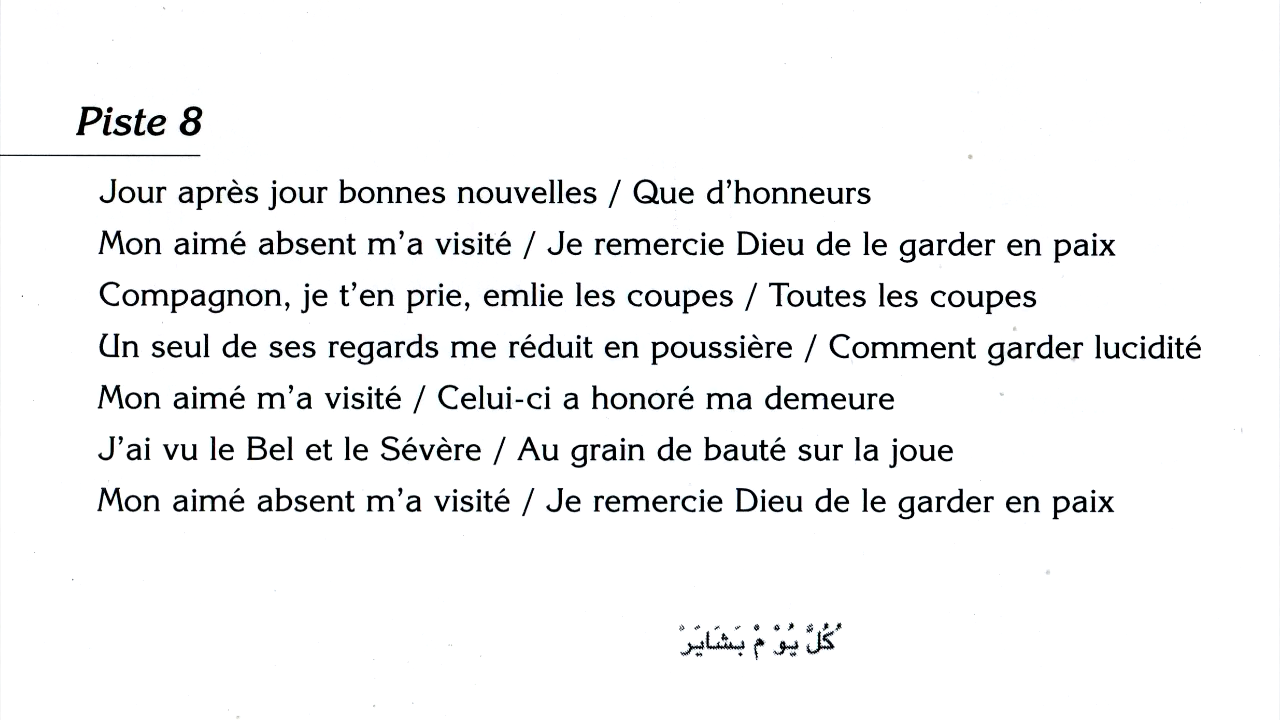 Piste 8
Jour après jour bonnes nouvelles / Que d'honneurs
Mon aimé absent m'a visité / Je remercie Dieu de le garder en paix
Compagnon, je t'en prie, emlie les coupes / Toutes les coupes
Un seul de ses regards me réduit en poussière / Comment garder lucidité
Mon aimé m'a visité / Celui-ci a honoré ma demeure
J'ai vu le Bel et le Sévère / Au grain de bauté sur la joue
Mon aimé absent m'a visité / Je remercie Dieu de le garder en paix
كُلَّ يُوْمْ بَشَايَرْ